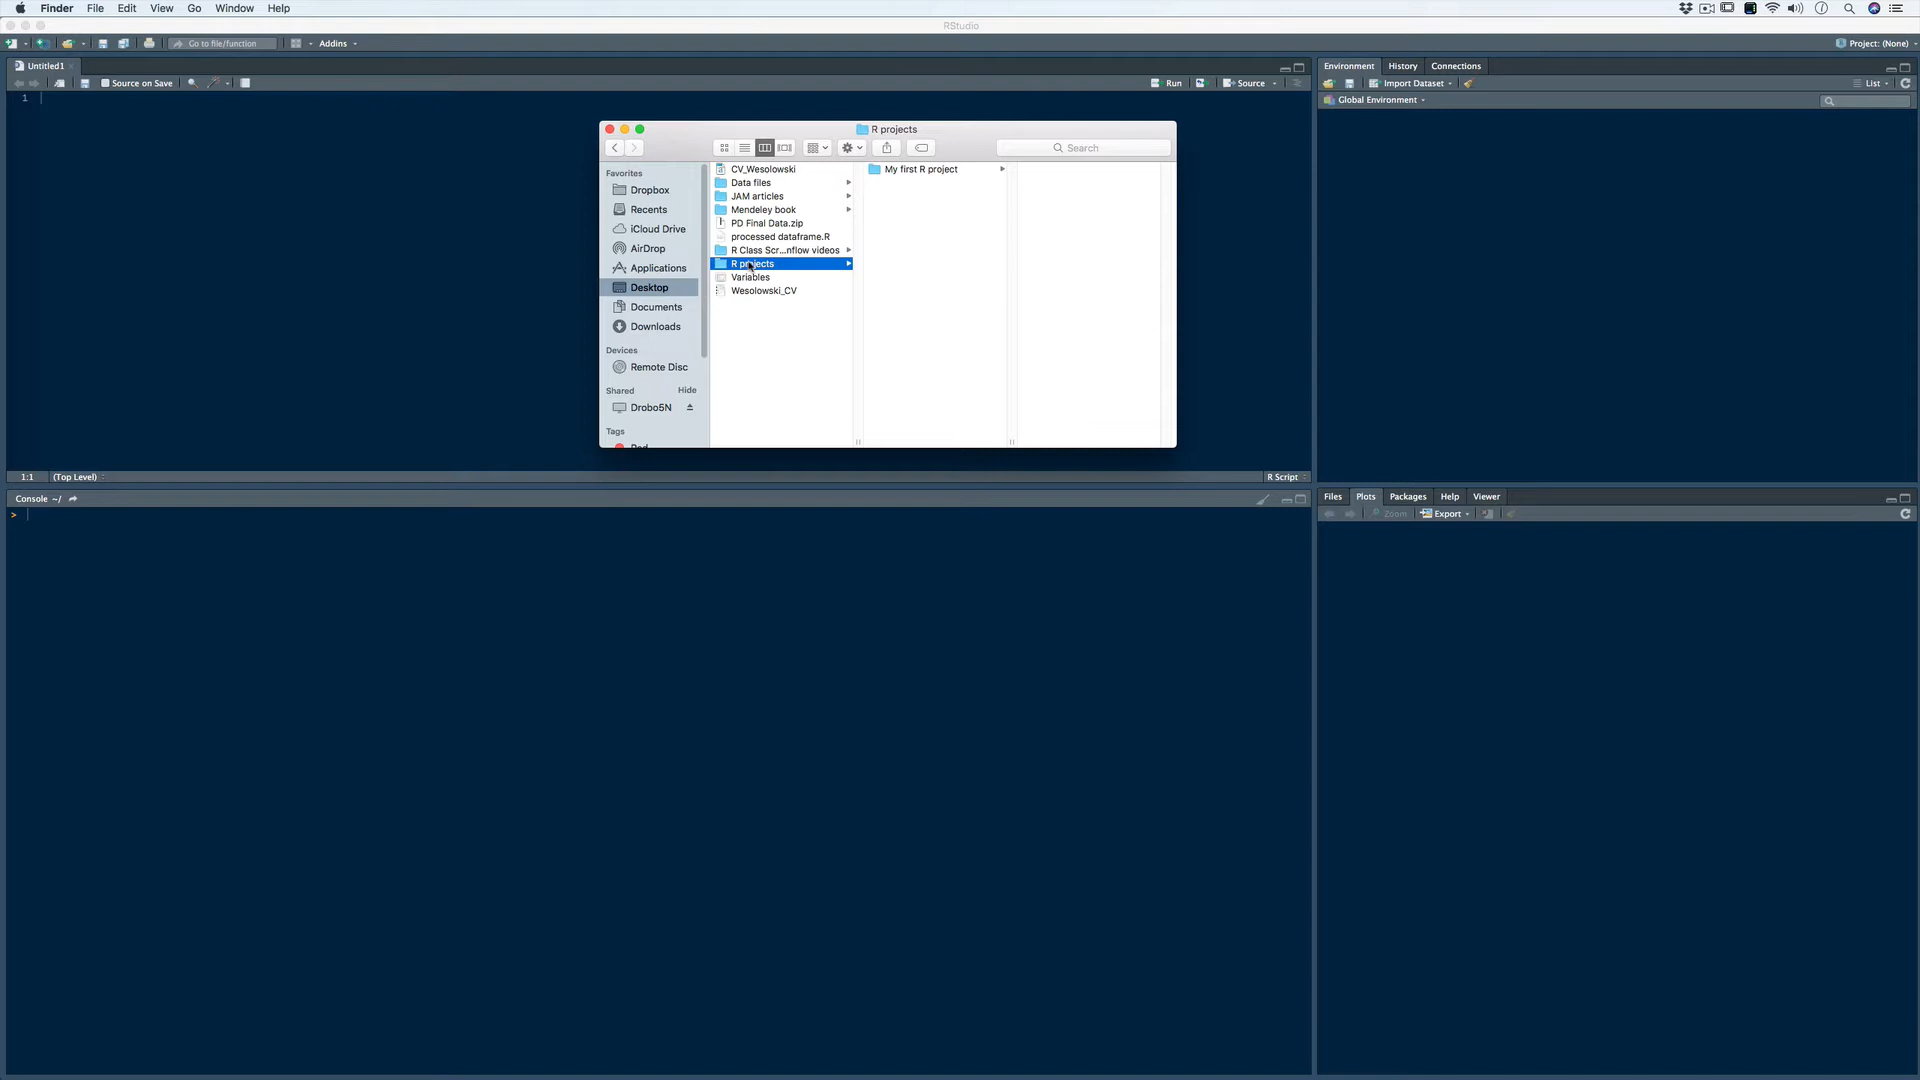 Finder File Edit View Go Window Help
RStudio
Go to file/function Addins Project: (None)
Untitled1
Source on Save Run Source
1
1:1 (Top Level) R Script
Console ~/
>
Environment History Connections
Import Dataset List
Global Environment
Files Plots Packages Help Viewer
Zoom Export
R projects
Search
Favorites
Dropbox
Recents
iCloud Drive
AirDrop
Applications
Desktop
Documents
Downloads
Devices
Remote Disc
Shared Hide
Drobo5N
Tags
CV_Wesolowski
Data files
JAM articles
Mendeley book
PD Final Data.zip
processed dataframe.R
R Class Scr...nflow videos
R projects
Variables
Wesolowski_CV
My first R project